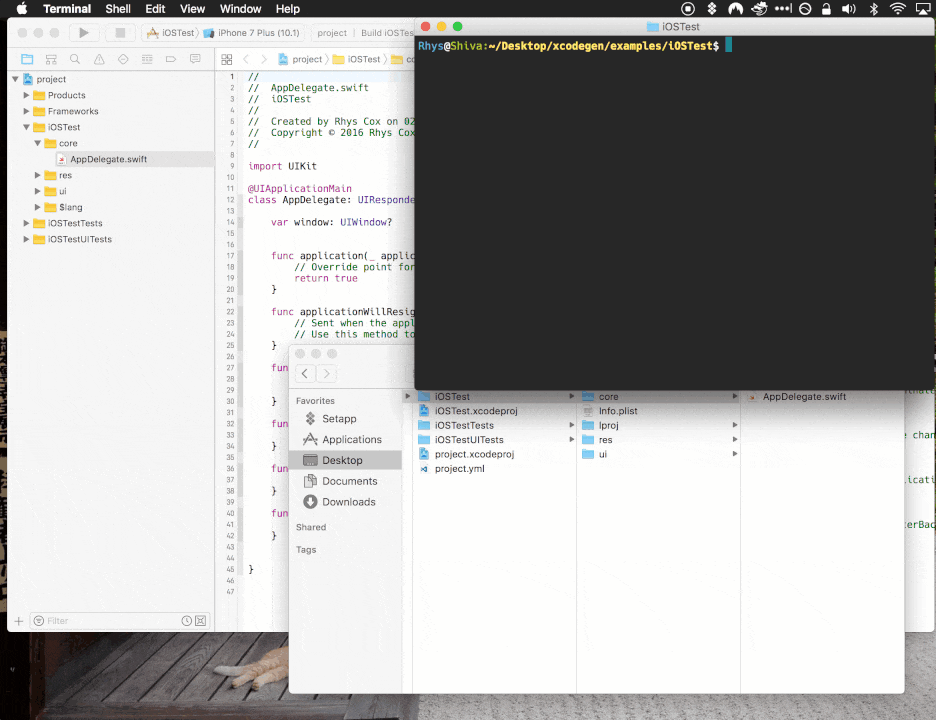 Terminal Shell Edit View Window Help
iOSTest iPhone 7 Plus (10.1) project Build iOSTes
iOSTest
Rhys@Shiva:~/Desktop/xcodegen/examples/iOSTest$
project iOSTest co
project
Products
Frameworks
iOSTest
core
AppDelegate.swift
res
ui
$lang
iOSTestTests
iOSTestUITests
Filter
1 //
2 // AppDelegate.swift
3 // iOSTest
4 //
5 // Created by Rhys Cox on 02
6 // Copyright © 2016 Rhys Cox
7 //
8
9 import UIKit
10
11 @UIApplicationMain
12 class AppDelegate: UIResponde
13
14 var window: UIWindow?
15
16
17 func application(_ applic
18 // Override point for
19 return true
20 }
21
22 func applicationWillResig
23 // Sent when the appl
24 // Use this method to
25 }
26
27 fun
28
29
30 }
31
32 fun
33
34 }
35
36 fun
37
38 }
39
40 fun
41
42 }
43
44
45 }
46
47
Favorites
Setapp
Applications
Desktop
Documents
Downloads
Shared
Tags
iOSTest
iOSTest.xcodeproj
iOSTestTests
iOSTestUITests
project.xcodeproj
project.yml
core
Info.plist
lproj
res
ui
AppDelegate.swift
e chan
licati
terBac